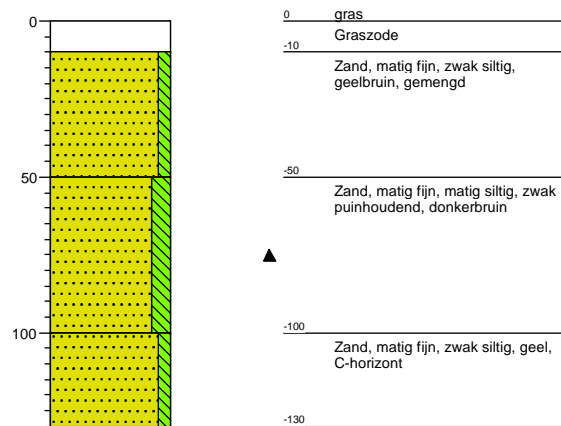 0
50
100
0
gras
Graszode
-10
Zand, matig fijn, zwak siltig,
geelbruin, gemengd
-50
Zand, matig fijn, matig siltig, zwak
puinhoudend, donkerbruin
-100
Zand, matig fijn, zwak siltig, geel,
C-horizont
-130